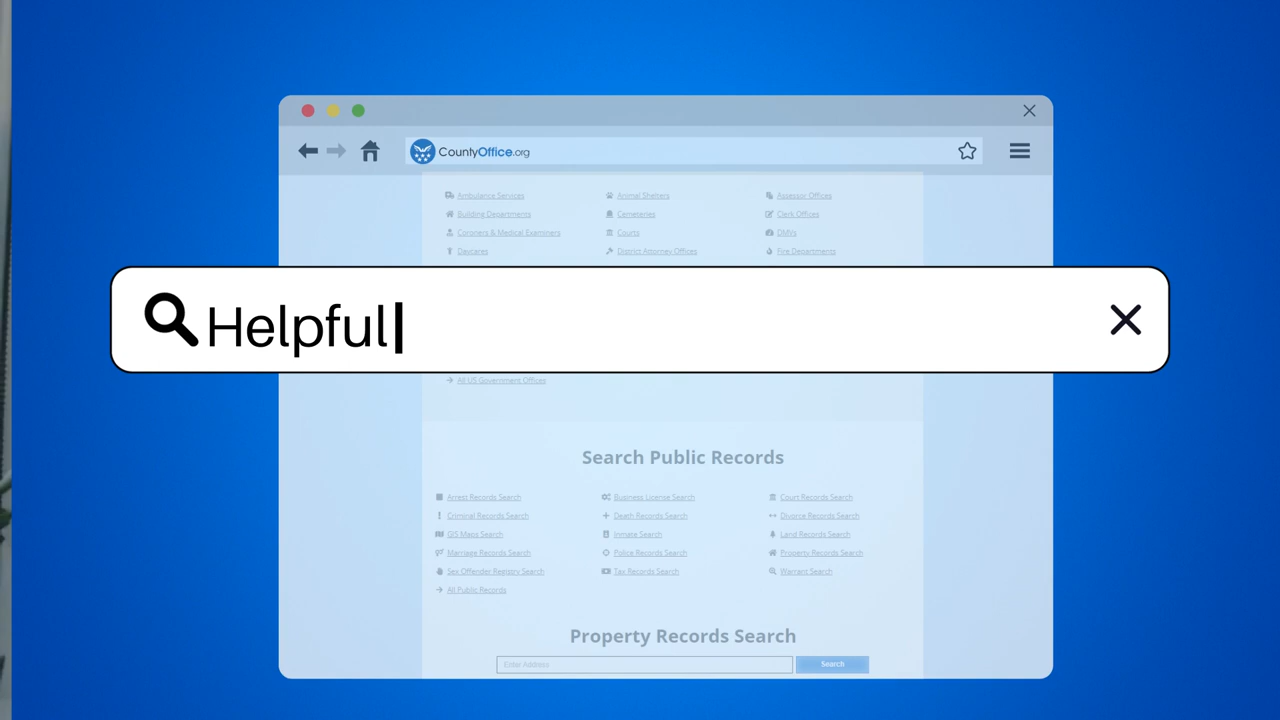 CountyOffice.org
Ambulance Services Animal Shelters Assessor Offices
Building Departments Cemeteries Clerk Offices
Coroners & Medical Examiners Courts DMVs
Daycares District Attorney Offices Fire Departments
Helpful
All US Government Offices
Search Public Records
Arrest Records Search Business License Search Court Records Search
Criminal Records Search Death Records Search Divorce Records Search
GIS Maps Search Inmate Search Land Records Search
Marriage Records Search Police Records Search Property Records Search
Sex Offender Registry Search Tax Records Search Warrant Search
All Public Records
Property Records Search
Enter Address Search